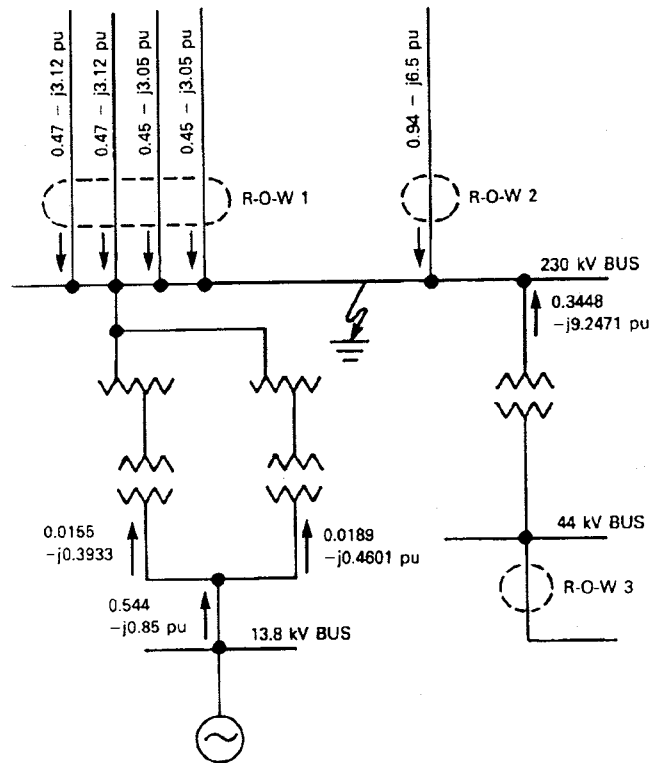 0.47 – j3.12 pu
0.47 – j3.12 pu
0.45 – j3.05 pu
0.45 – j3.05 pu
0.94 – j6.5 pu
R-O-W 1
R-O-W 2
230 kV BUS
0.3448
–j9.2471 pu
0.0155
–j0.3933
0.0189
–j0.4601 pu
44 kV BUS
R-O-W 3
0.544
–j0.85 pu
13.8 kV BUS